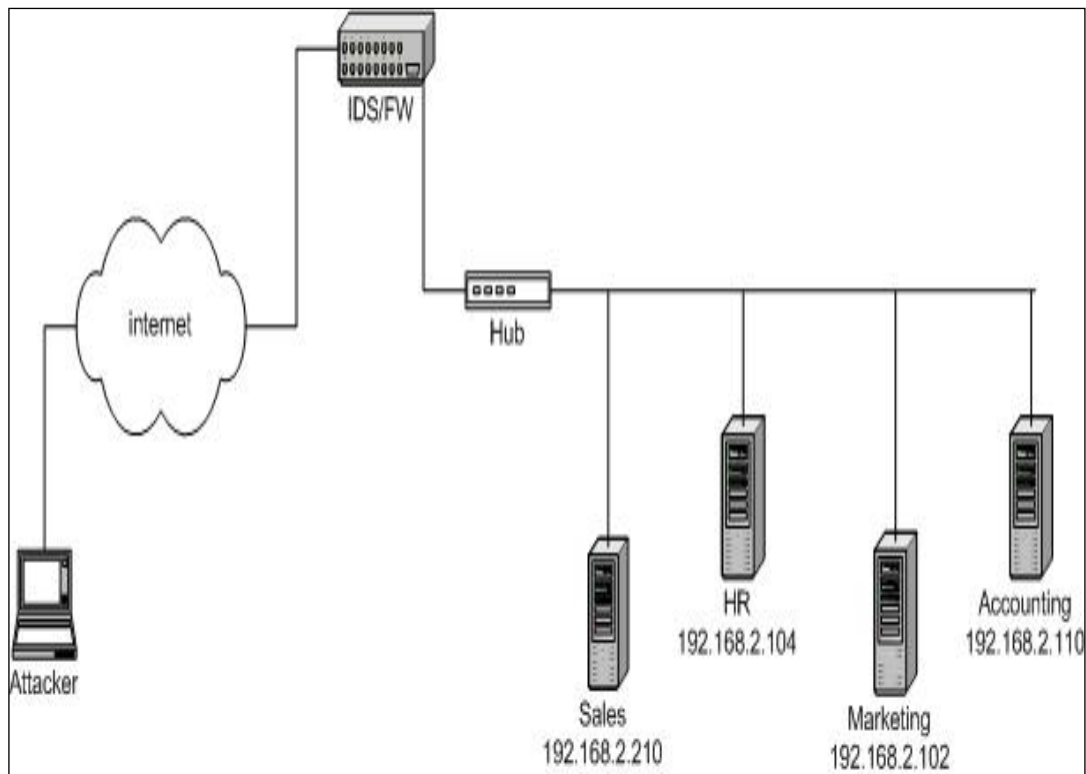 IDS/FW
internet
Hub
Attacker
Sales
192.168.2.210
HR
192.168.2.104
Marketing
192.168.2.102
Accounting
192.168.2.110